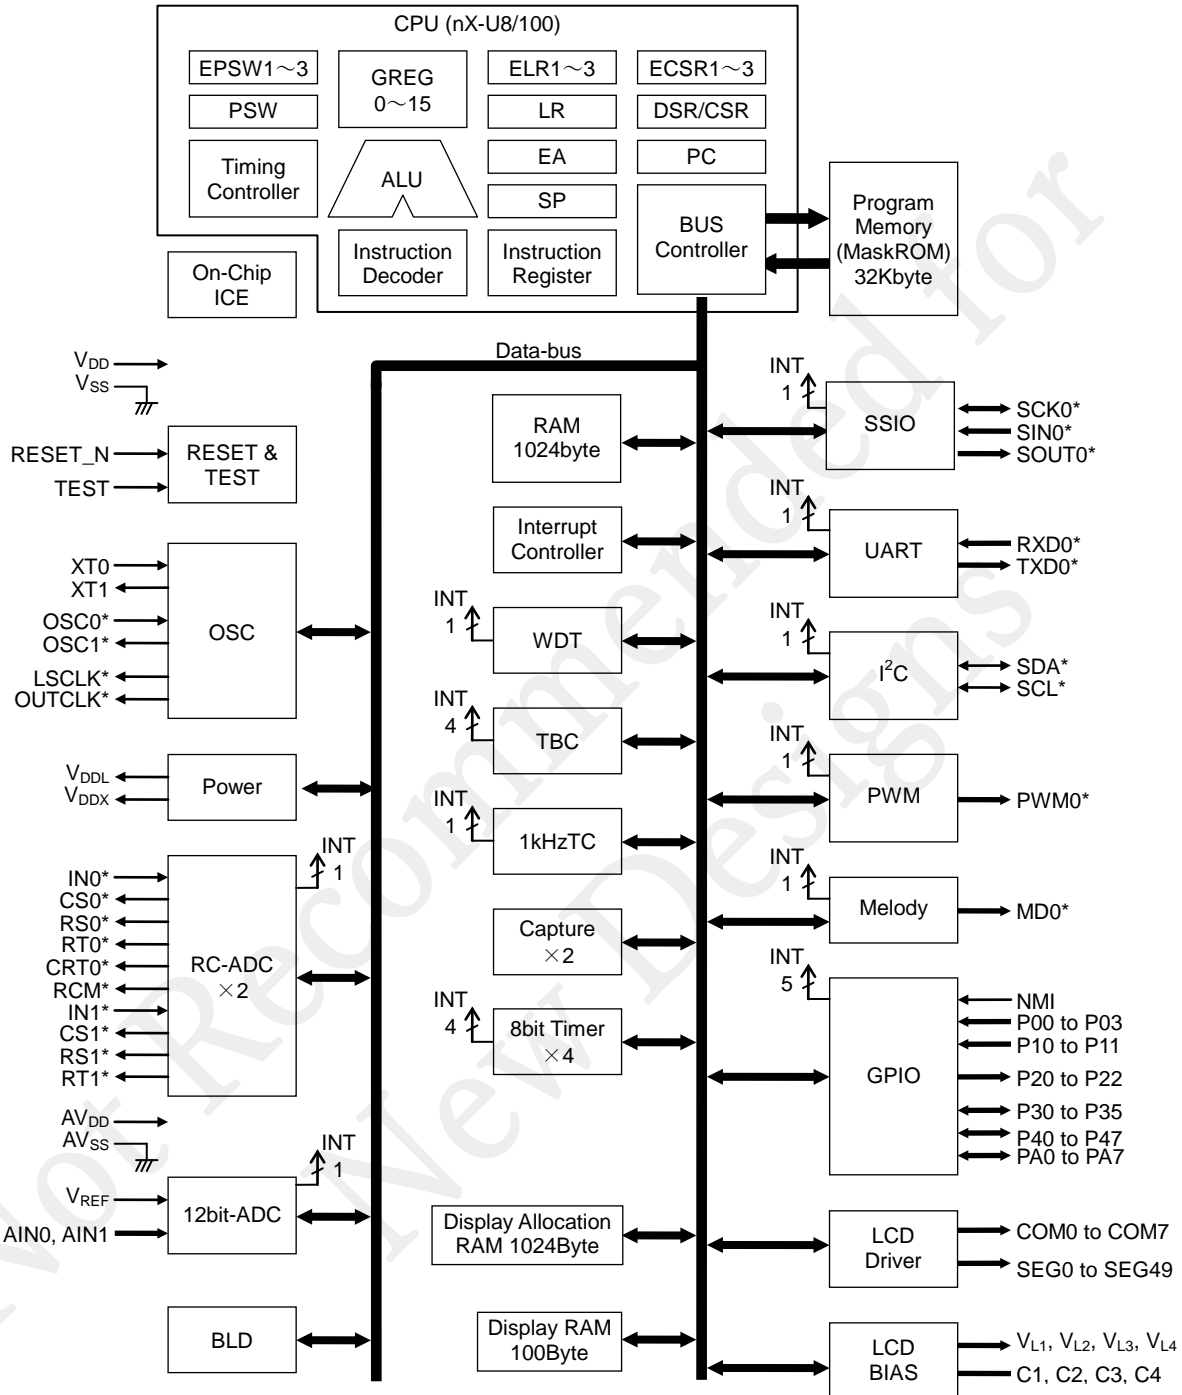 CPU (nX-U8/100)
EPSW1～3
GREG
0～15
ELR1～3
ECSR1～3
PSW
LR
DSR/CSR
Timing
Controller
ALU
EA
PC
SP
BUS
Controller
Program
Memory
(MaskROM)
32Kbyte
On-Chip
ICE
Instruction
Decoder
Instruction
Register
Data-bus
VDD
VSS
RESET_N
TEST
RESET &
TEST
XT0
XT1
OSC0*
OSC1*
LSCLK*
OUTCLK*
OSC
VDDL
VDDX
Power
IN0*
CS0*
RS0*
RT0*
CRT0*
RCM*
IN1*
CS1*
RS1*
RT1*
RC-ADC
×2
INT
1
AVDD
AVSS
VREF
AIN0, AIN1
12bit-ADC
INT
1
BLD
RAM
1024byte
Interrupt
Controller
INT
1
WDT
INT
4
TBC
INT
1
1kHzTC
Capture
×2
INT
4
8bit Timer
×4
Display Allocation
RAM 1024Byte
Display RAM
100Byte
INT
1
SSIO
SCK0*
SIN0*
SOUT0*
INT
1
UART
RXD0*
TXD0*
INT
1
I²C
SDA*
SCL*
INT
1
PWM
PWM0*
INT
1
Melody
MD0*
INT
5
GPIO
NMI
P00 to P03
P10 to P11
P20 to P22
P30 to P35
P40 to P47
PA0 to PA7
LCD
Driver
COM0 to COM7
SEG0 to SEG49
LCD
BIAS
VL1, VL2, VL3, VL4
C1, C2, C3, C4
Not Recommended for
New Designs